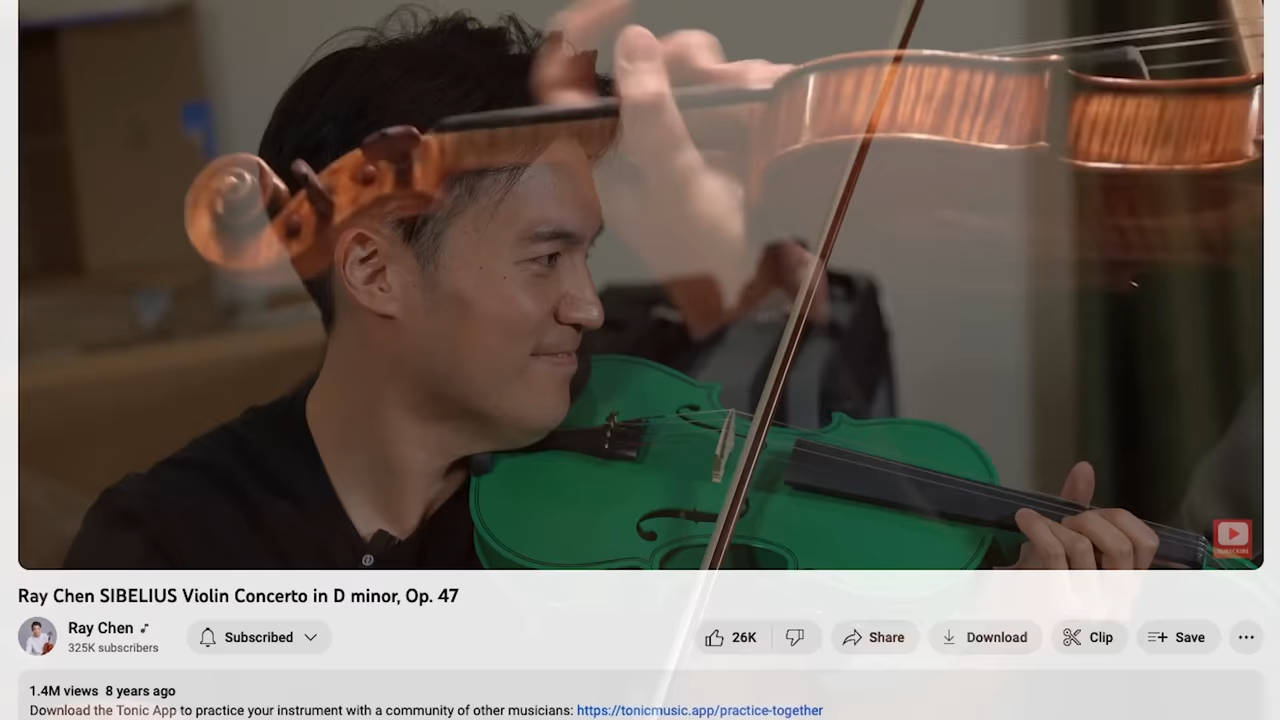 SUBSCRIBE
Ray Chen SIBELIUS Violin Concerto in D minor, Op. 47
Ray Chen
325K subscribers
Subscribed
26K
Share
Download
Clip
Save
1.4M views 8 years ago
Download the Tonic App to practice your instrument with a community of other musicians: https://tonicmusic.app/practice-together